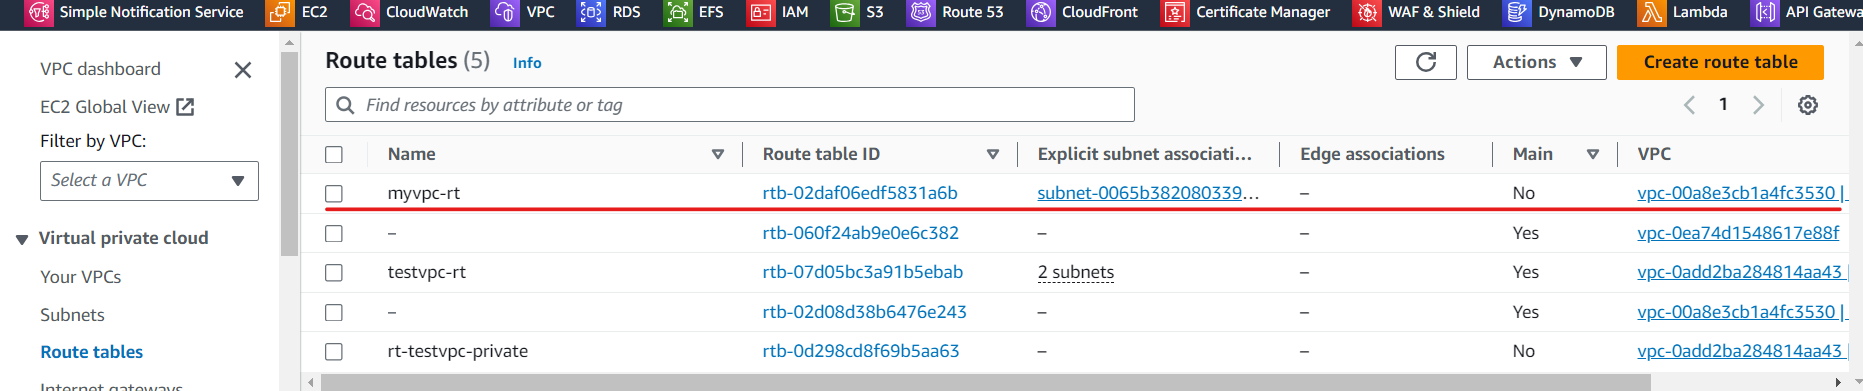 Simple Notification Service EC2 CloudWatch VPC RDS EFS IAM S3 Route 53 CloudFront Certificate Manager WAF & Shield DynamoDB Lambda API Gatewa
VPC dashboard
EC2 Global View
Filter by VPC:
Select a VPC
Virtual private cloud
Your VPCs
Subnets
Route tables
Internet gateways
Route tables (5) Info
Actions
Create route table
Find resources by attribute or tag
1
Name Route table ID Explicit subnet associati... Edge associations Main VPC
myvpc-rt rtb-02daf06edf5831a6b subnet-0065b382080339... – No vpc-00a8e3cb1a4fc3530 |
– rtb-060f24ab9e0e6c382 – – Yes vpc-0ea74d1548617e88f
testvpc-rt rtb-07d05bc3a91b5ebab 2 subnets – Yes vpc-0add2ba284814aa43 |
– rtb-02d08d38b6476e243 – – Yes vpc-00a8e3cb1a4fc3530 |
rt-testvpc-private rtb-0d298cd8f69b5aa63 – – No vpc-0add2ba284814aa43 |